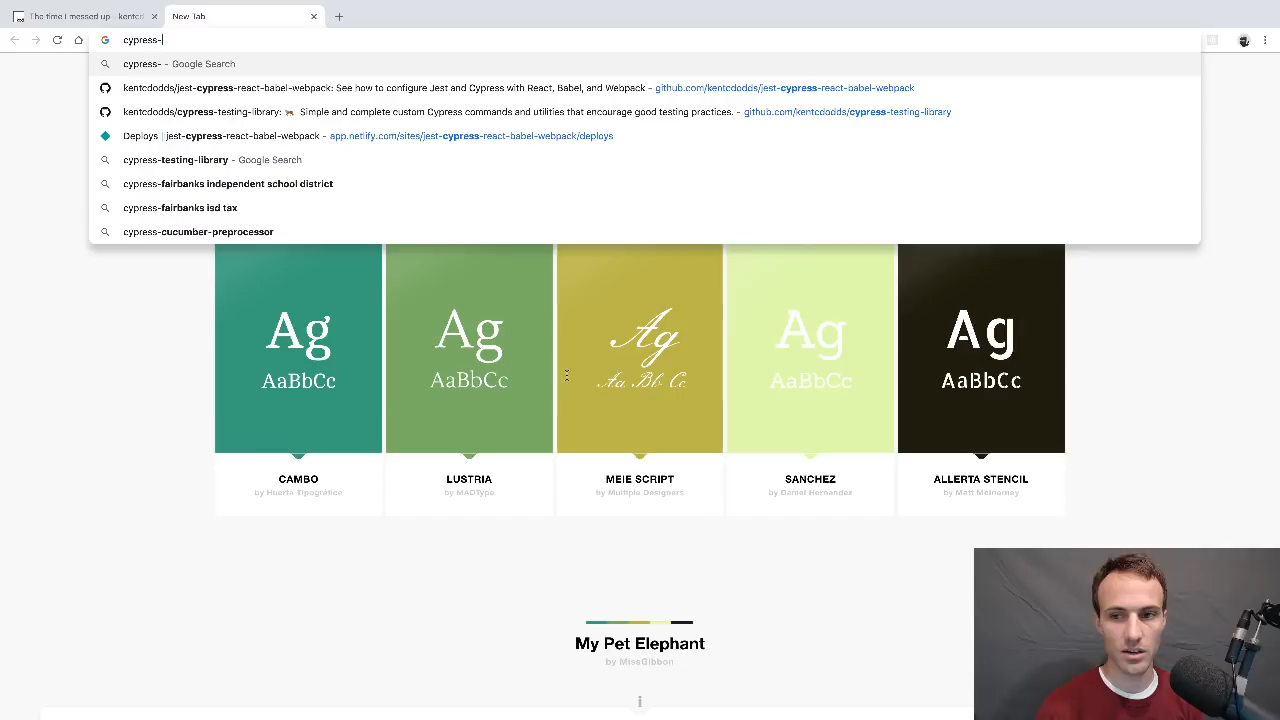 The time I messed up - kentcd
New Tab
cypress-
cypress- - Google Search
kentcdodds/jest-cypress-react-babel-webpack: See how to configure Jest and Cypress with React, Babel, and Webpack - github.com/kentcdodds/jest-cypress-react-babel-webpack
kentcdodds/cypress-testing-library: 🐅 Simple and complete custom Cypress commands and utilities that encourage good testing practices. - github.com/kentcdodds/cypress-testing-library
Deploys | jest-cypress-react-babel-webpack - app.netlify.com/sites/jest-cypress-react-babel-webpack/deploys
cypress-testing-library - Google Search
cypress-fairbanks independent school district
cypress-fairbanks isd tax
cypress-cucumber-preprocessor
Ag Ag Ag Ag Ag
AaBbCc AaBbCc Aa Bb Cc AaBbCc AaBbCc
CAMBO LUSTRIA MEIE SCRIPT SANCHEZ ALLERTA STENCIL
by Huerta Tipográfica by MADType by Multiple Designers by Daniel Hernandez by Matt McInerney
My Pet Elephant
by MissGibbon